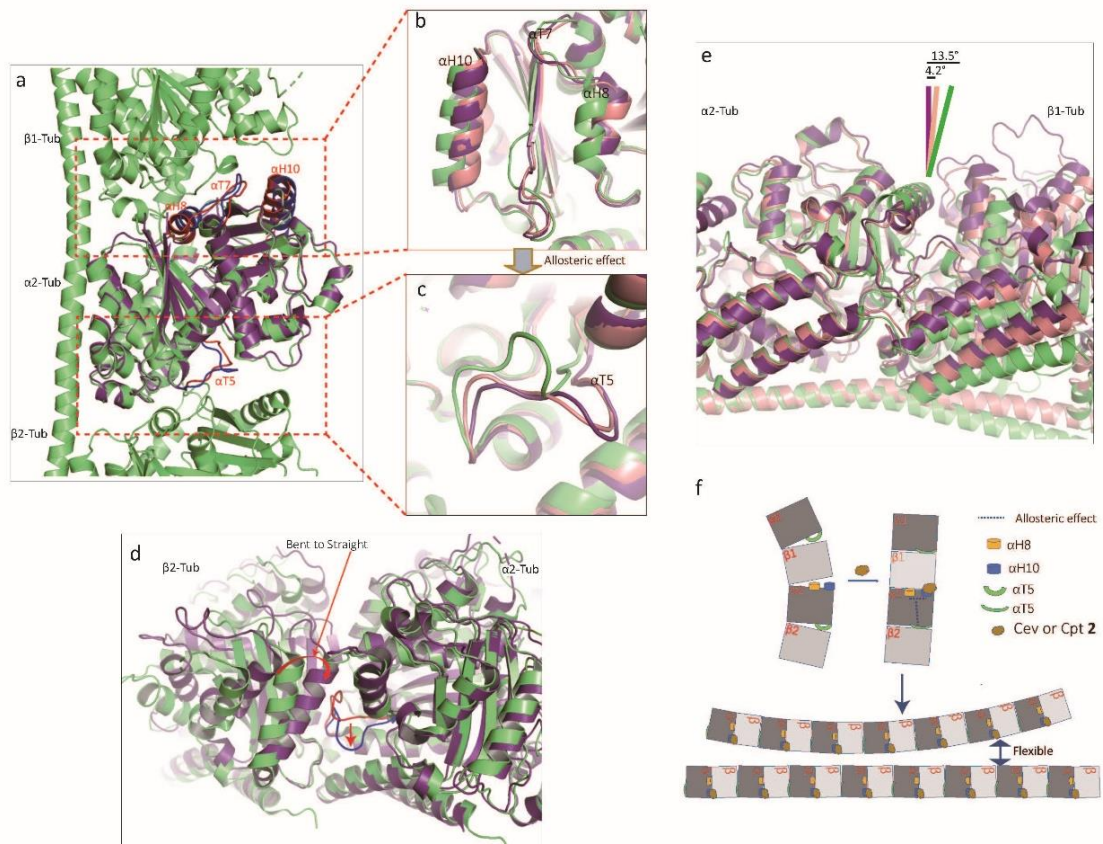 a
β1-Tub
αT7
αH10
αH8
α2-Tub
αT5
β2-Tub
b
αT7
αH10
αH8
Allosteric effect
c
αT5
d
Bent to Straight
β2-Tub
α2-Tub
e
13.5°
4.2°
α2-Tub
β1-Tub
f
β1
β1
β2
β2
Allosteric effect
αH8
αH10
αT5
αT5
Cev or Cpt 2
β β β β β β β
Flexible
β β β β β β β β